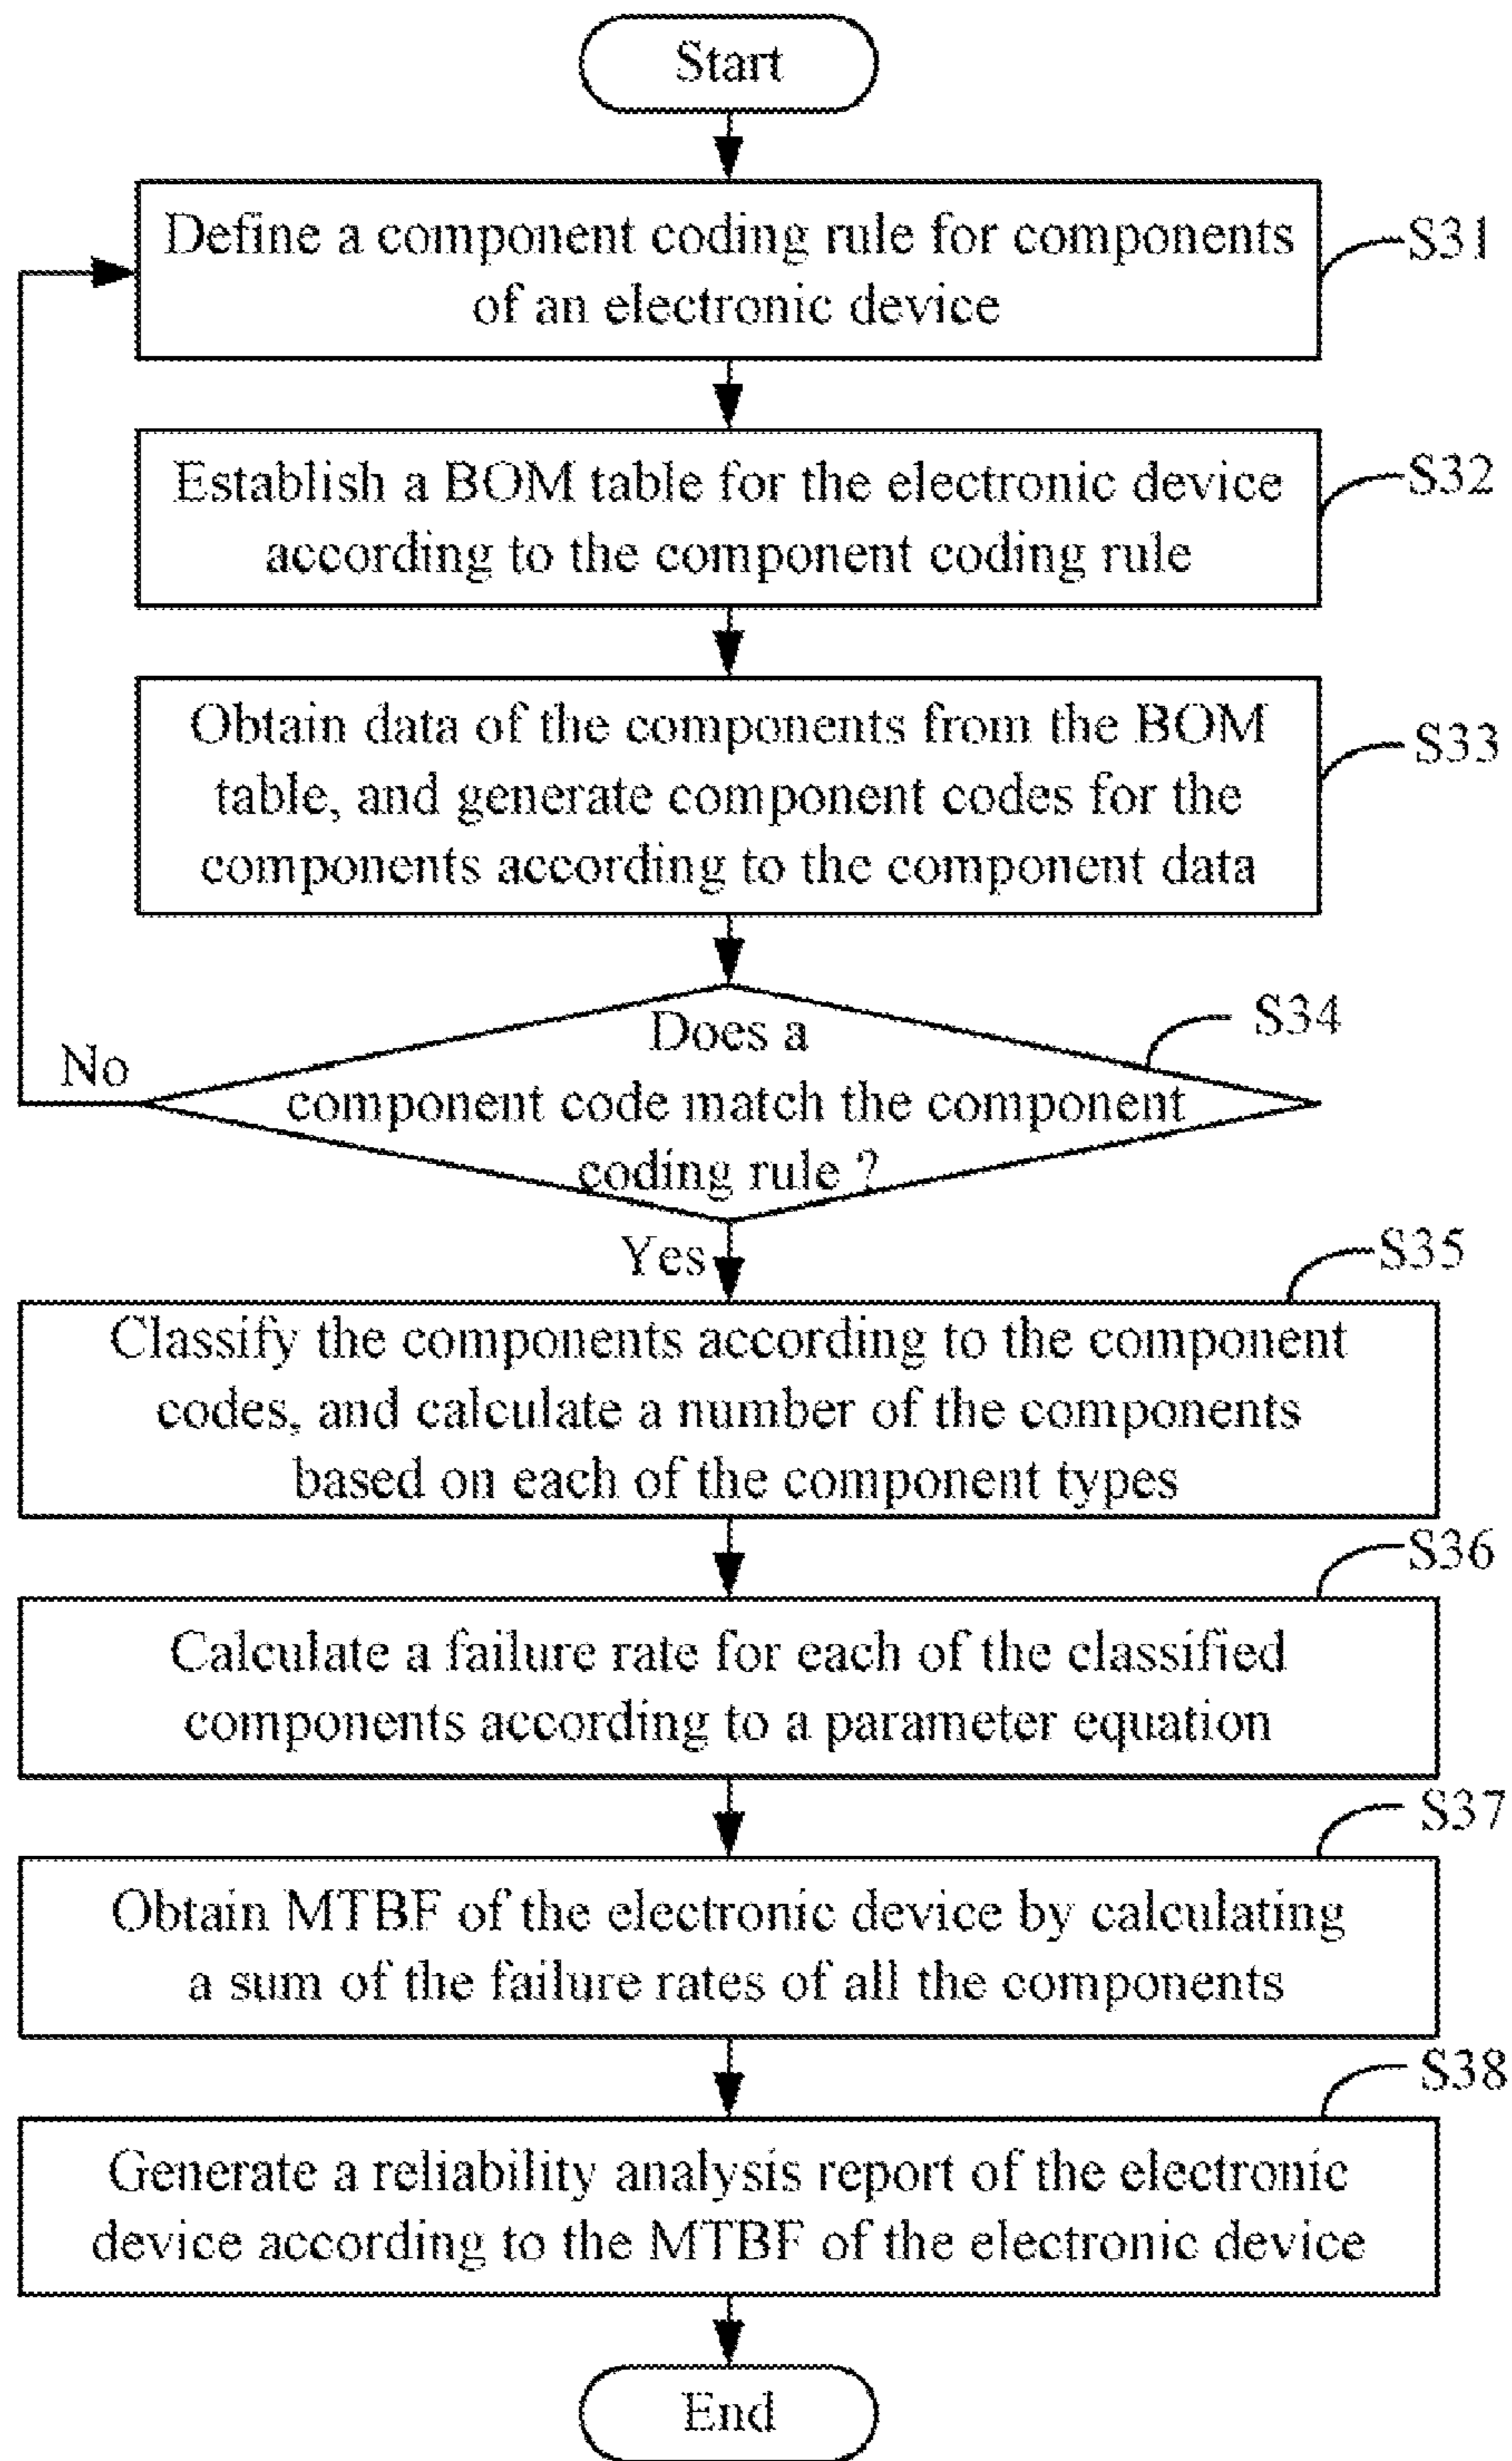 Start
Define a component coding rule for components
of an electronic device
S31
Establish a BOM table for the electronic device
according to the component coding rule
S32
Obtain data of the components from the BOM
table, and generate component codes for the
components according to the component data
S33
Does a
component code match the component
coding rule ?
S34
No
Yes
S35
Classify the components according to the component
codes, and calculate a number of the components
based on each of the component types
S36
Calculate a failure rate for each of the classified
components according to a parameter equation
S37
Obtain MTBF of the electronic device by calculating
a sum of the failure rates of all the components
S38
Generate a reliability analysis report of the electronic
device according to the MTBF of the electronic device
End